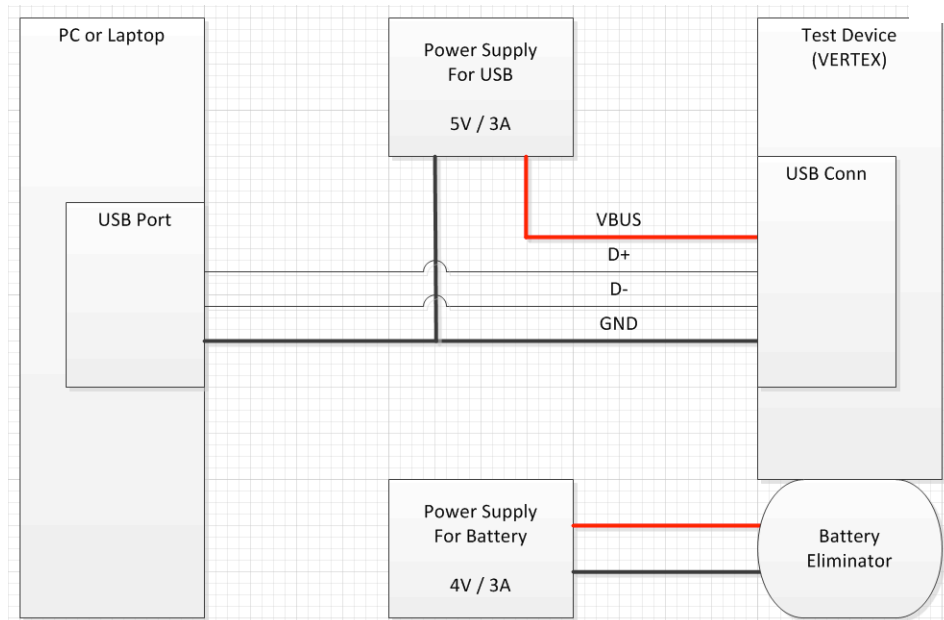 PC or Laptop
USB Port
Power Supply
For USB
5V / 3A
Test Device
(VERTEX)
USB Conn
VBUS
D+
D-
GND
Power Supply
For Battery
4V / 3A
Battery
Eliminator